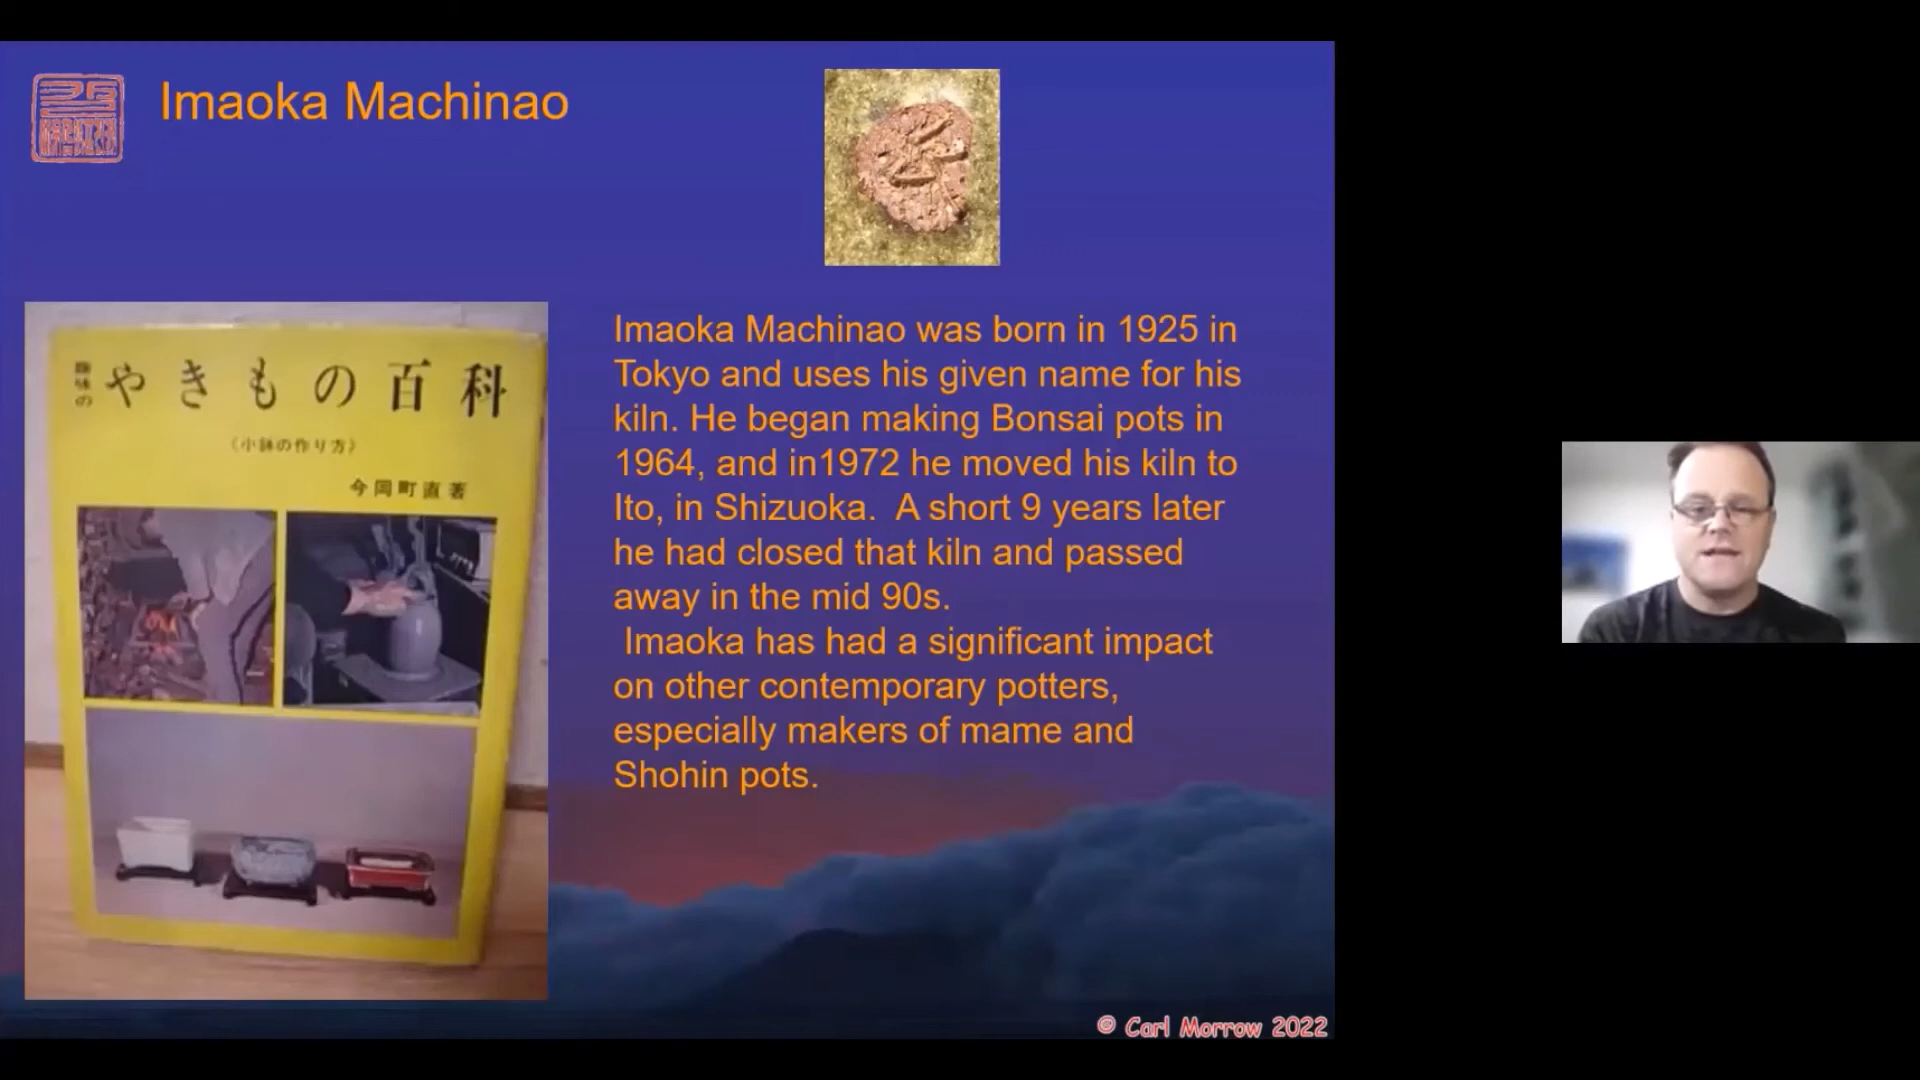 Imaoka Machinao
趣味の
やきもの百科
《小鉢の作り方》
今岡町直著
Imaoka Machinao was born in 1925 in
Tokyo and uses his given name for his
kiln. He began making Bonsai pots in
1964, and in1972 he moved his kiln to
Ito, in Shizuoka.  A short 9 years later
he had closed that kiln and passed
away in the mid 90s.
Imaoka has had a significant impact
on other contemporary potters,
especially makers of mame and
Shohin pots.
© Carl Morrow 2022